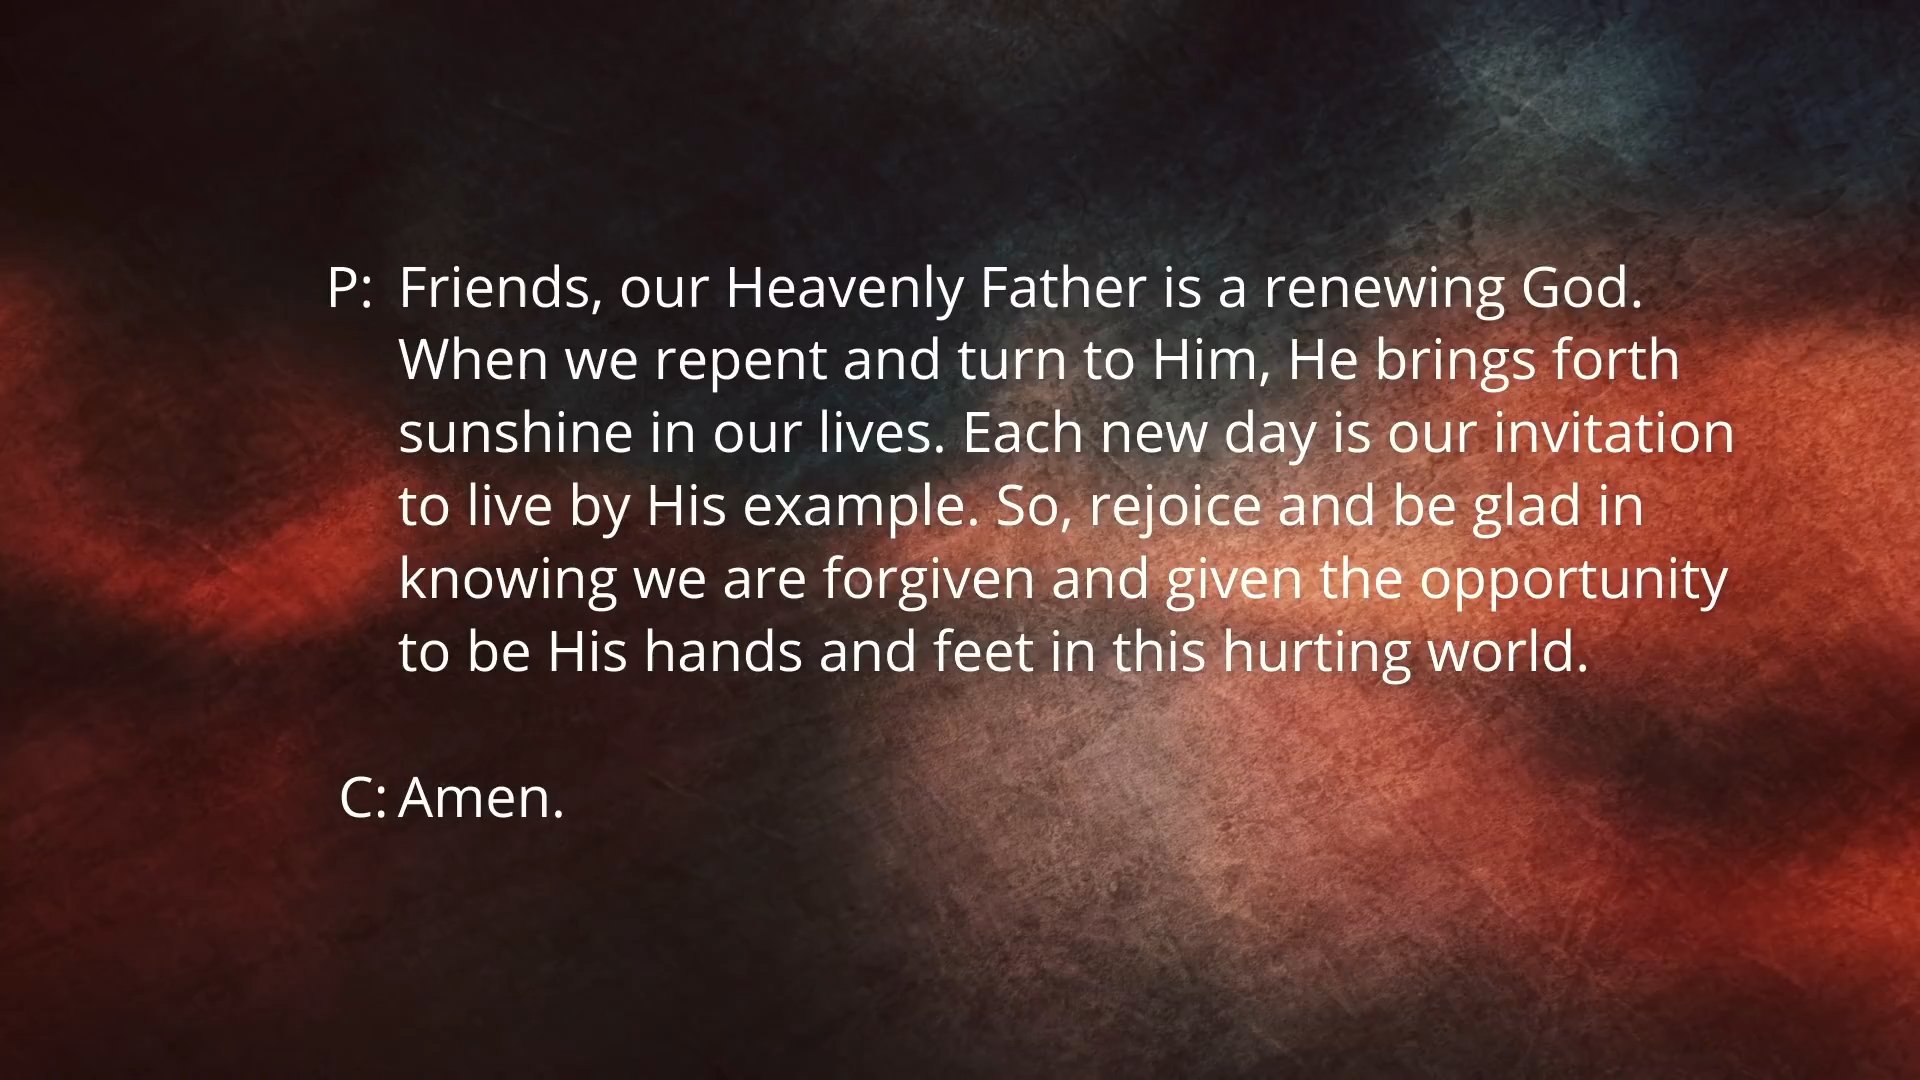 P: Friends, our Heavenly Father is a renewing God.
When we repent and turn to Him, He brings forth
sunshine in our lives. Each new day is our invitation
to live by His example. So, rejoice and be glad in
knowing we are forgiven and given the opportunity
to be His hands and feet in this hurting world.
C: Amen.